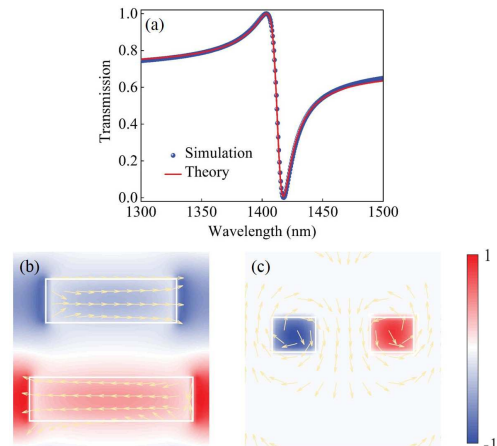 (a)
Transmission
1.0
0.8
0.6
0.4
0.2
0.0
Simulation
Theory
1300 1350 1400 1450 1500
Wavelength (nm)
(b)
(c)
1
-1